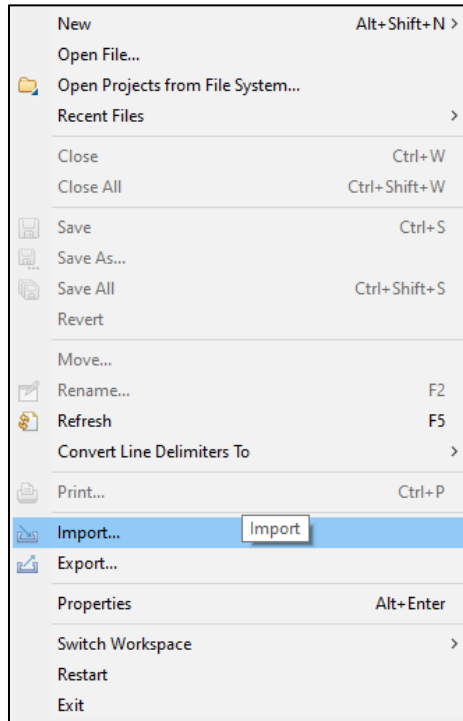 New Alt+Shift+N >
Open File...
Open Projects from File System...
Recent Files >
Close Ctrl+W
Close All Ctrl+Shift+W
Save Ctrl+S
Save As...
Save All Ctrl+Shift+S
Revert
Move...
Rename... F2
Refresh F5
Convert Line Delimiters To >
Print... Ctrl+P
Import... Import
Export...
Properties Alt+Enter
Switch Workspace >
Restart
Exit